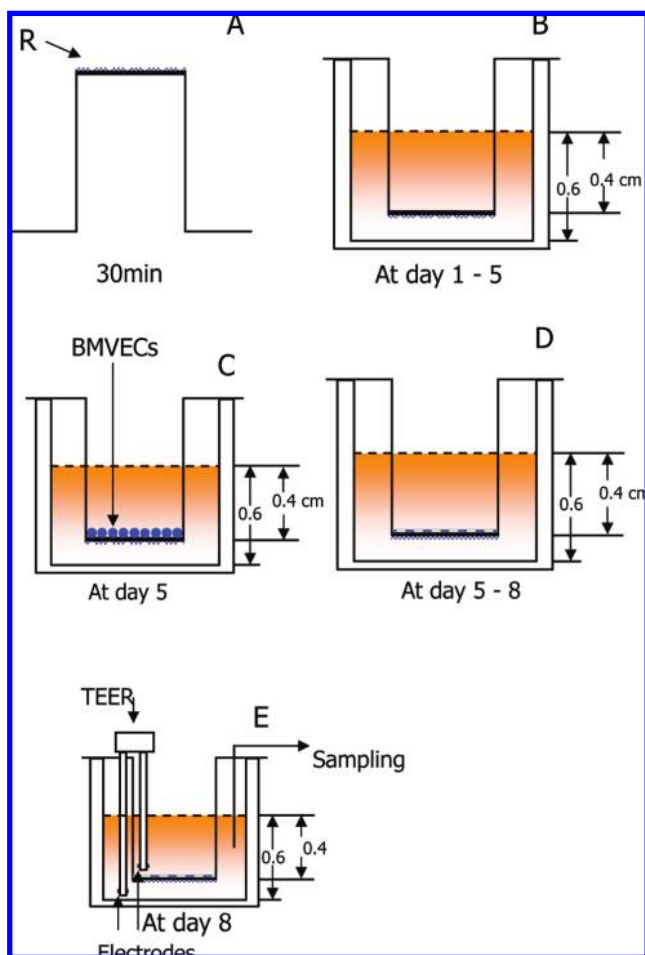 A
R
30min
B
0.6
0.4 cm
At day 1 - 5
BMVECs
C
0.6
0.4 cm
At day 5
D
0.6
0.4 cm
At day 5 - 8
TEER
E
Sampling
0.6
0.4
At day 8
Electrodes